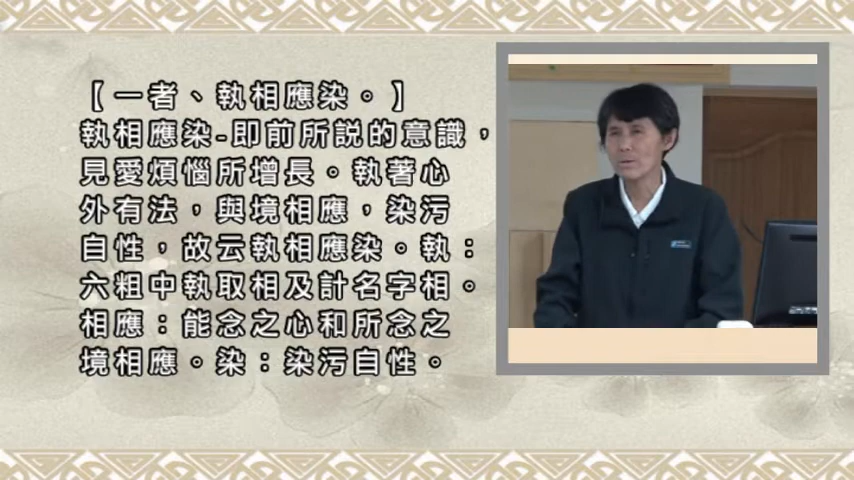 【一者、執相應染。】
執相應染-即前所説的意識，
見愛煩惱所增長。執著心
外有法，與境相應，染污
自性，故云執相應染。執：
六粗中執取相及計名字相。
相應：能念之心和所念之
境相應。染：染污自性。